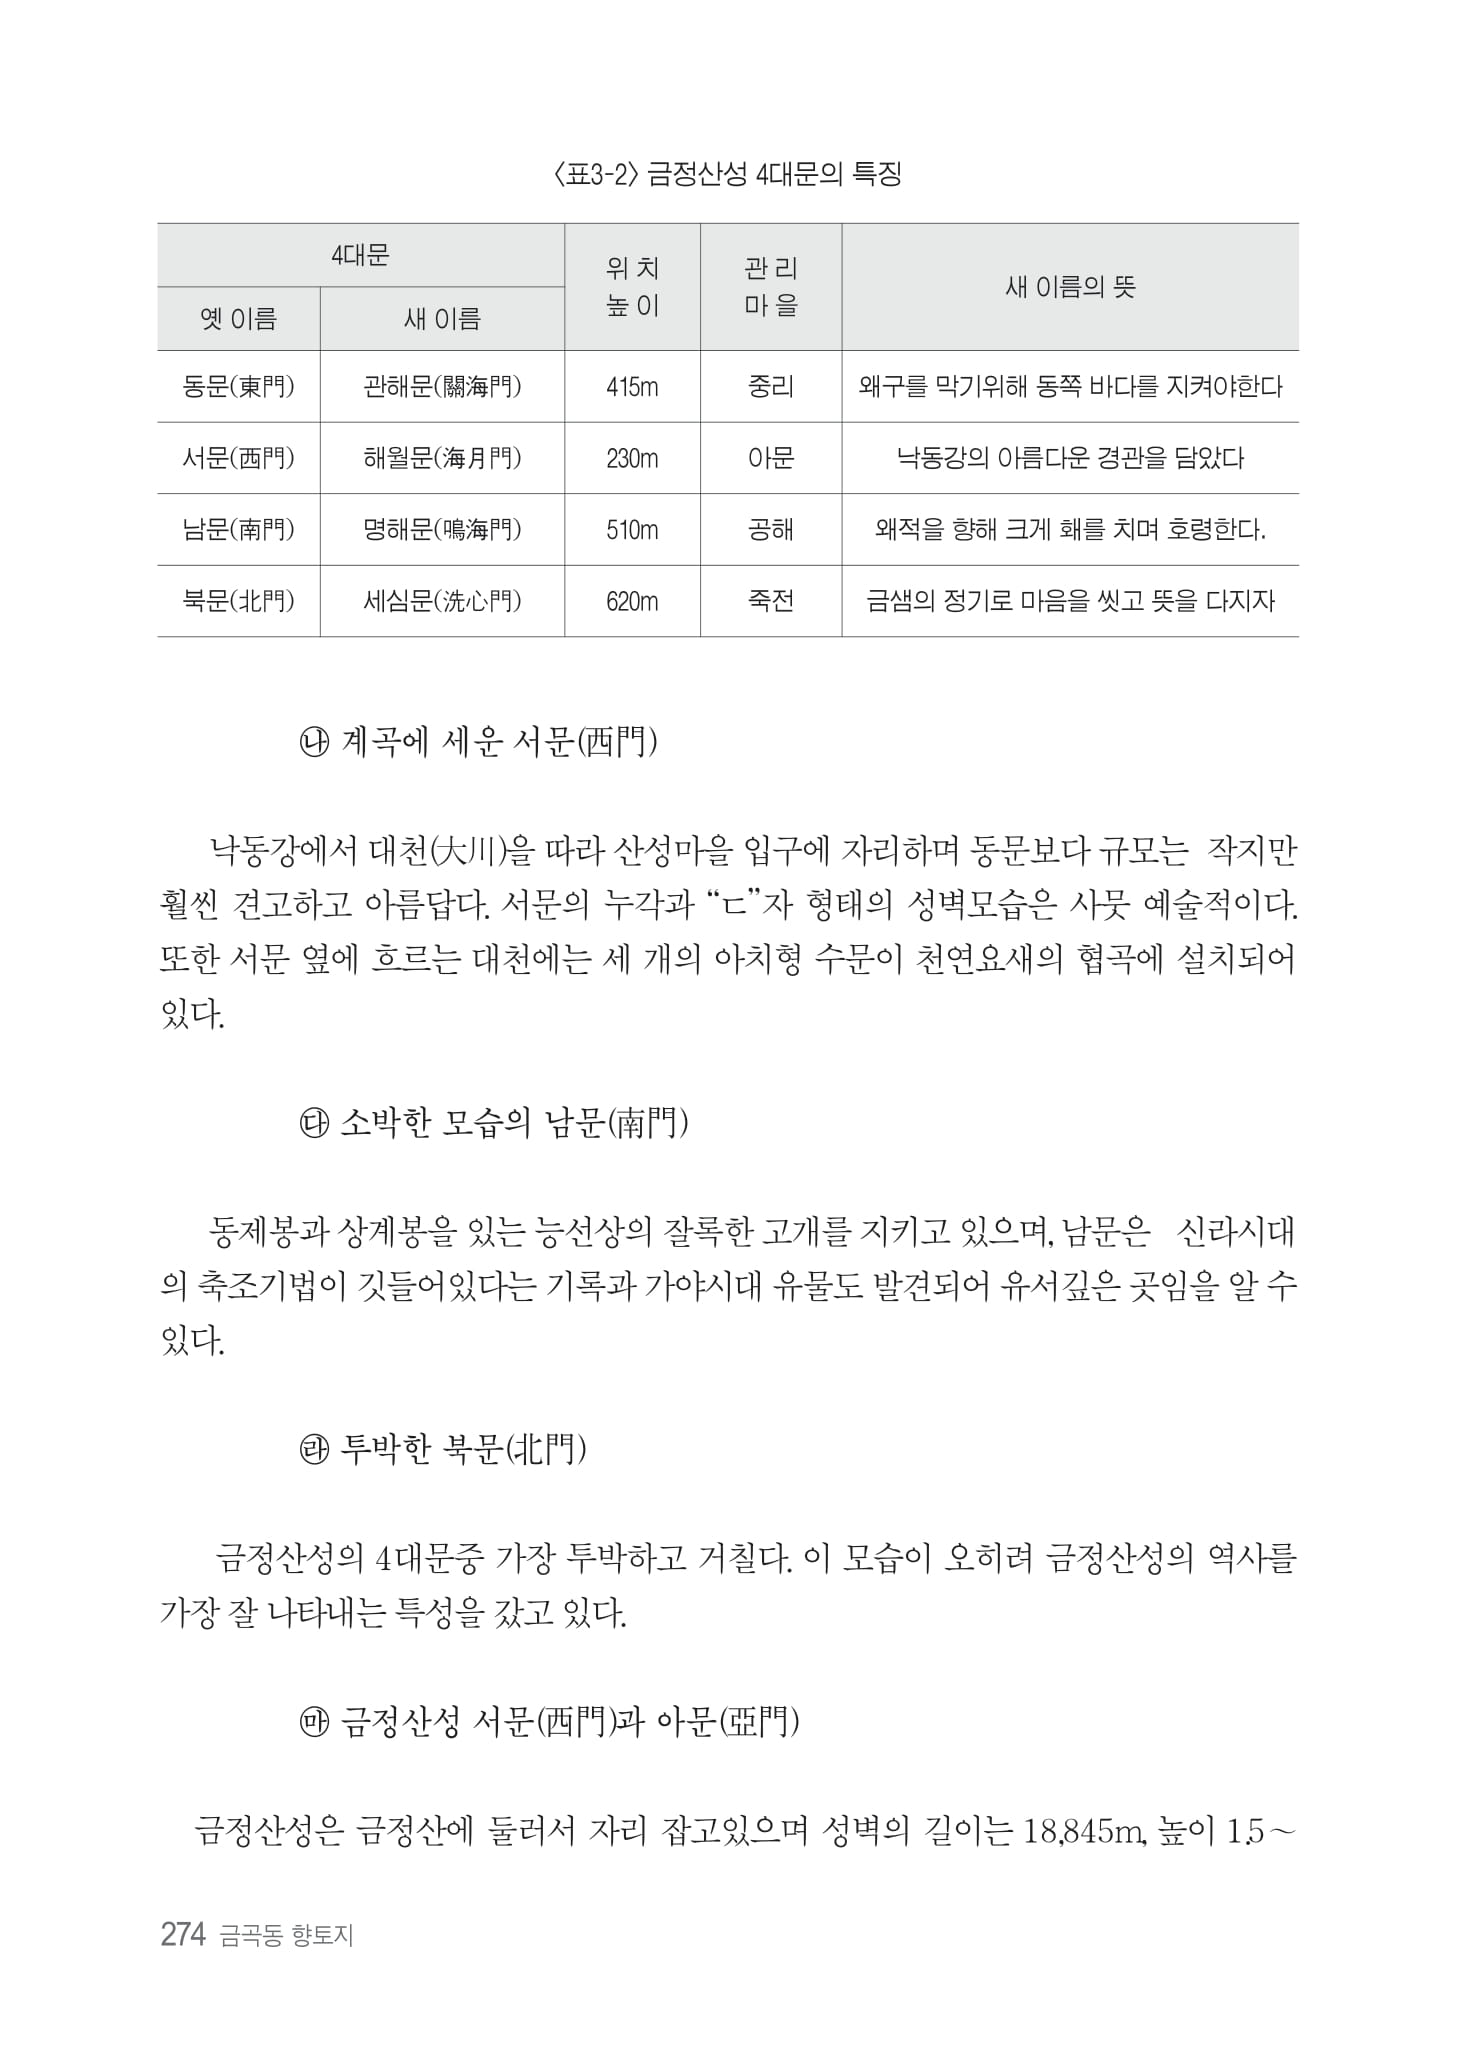 〈표3-2〉 금정산성 4대문의 특징
4대문
위 치
높 이
관 리
마 을
새 이름의 뜻
옛 이름
새 이름
동문(東門) 관해문(關海門) 415m 중리 왜구를 막기위해 동쪽 바다를 지켜야한다
서문(西門) 해월문(海月門) 230m 아문 낙동강의 아름다운 경관을 담았다
남문(南門) 명해문(鳴海門) 510m 공해 왜적을 향해 크게 홰를 치며 호령한다.
북문(北門) 세심문(洗心門) 620m 죽전 금샘의 정기로 마음을 씻고 뜻을 다지자
㉯ 계곡에 세운 서문(西門)
낙동강에서 대천(大川)을 따라 산성마을 입구에 자리하며 동문보다 규모는 작지만
훨씬 견고하고 아름답다. 서문의 누각과 “ㄷ”자 형태의 성벽모습은 사뭇 예술적이다.
또한 서문 옆에 흐르는 대천에는 세 개의 아치형 수문이 천연요새의 협곡에 설치되어
있다.
㉰ 소박한 모습의 남문(南門)
동제봉과 상계봉을 있는 능선상의 잘록한 고개를 지키고 있으며, 남문은 신라시대
의 축조기법이 깃들어있다는 기록과 가야시대 유물도 발견되어 유서깊은 곳임을 알 수
있다.
㉱ 투박한 북문(北門)
금정산성의 4대문중 가장 투박하고 거칠다. 이 모습이 오히려 금정산성의 역사를
가장 잘 나타내는 특성을 갔고 있다.
㉲ 금정산성 서문(西門)과 아문(亞門)
금정산성은 금정산에 둘러서 자리 잡고있으며 성벽의 길이는 18,845m, 높이 1.5～
274 금곡동 향토지